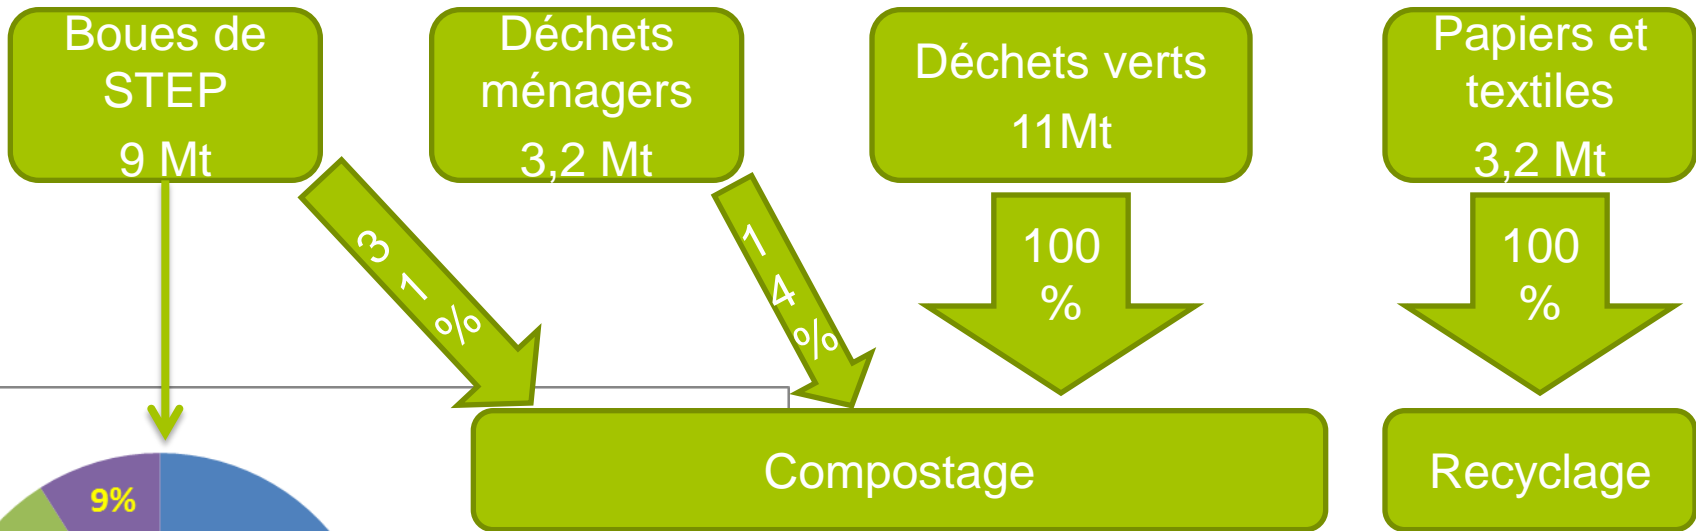 Boues de
STEP
9 Mt
Déchets
ménagers
3,2 Mt
Déchets verts
11Mt
Papiers et
textiles
3,2 Mt
31%
14%
100
%
100
%
Compostage
Recyclage
9%